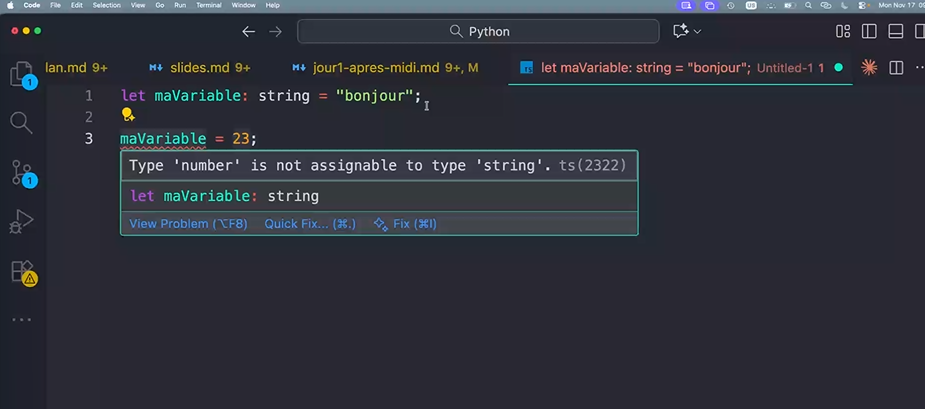 Code File Edit Selection View Go Run Terminal Window Help US Mon Nov 17 09
Python
lan.md 9+ slides.md 9+ jour1-apres-midi.md 9+, M TS let maVariable: string = "bonjour"; Untitled-1 1
1 let maVariable: string = "bonjour";
2
3 maVariable = 23;
Type 'number' is not assignable to type 'string'. ts(2322)
let maVariable: string
View Problem (⌥F8) Quick Fix... (⌘.) Fix (⌘I)
1
1